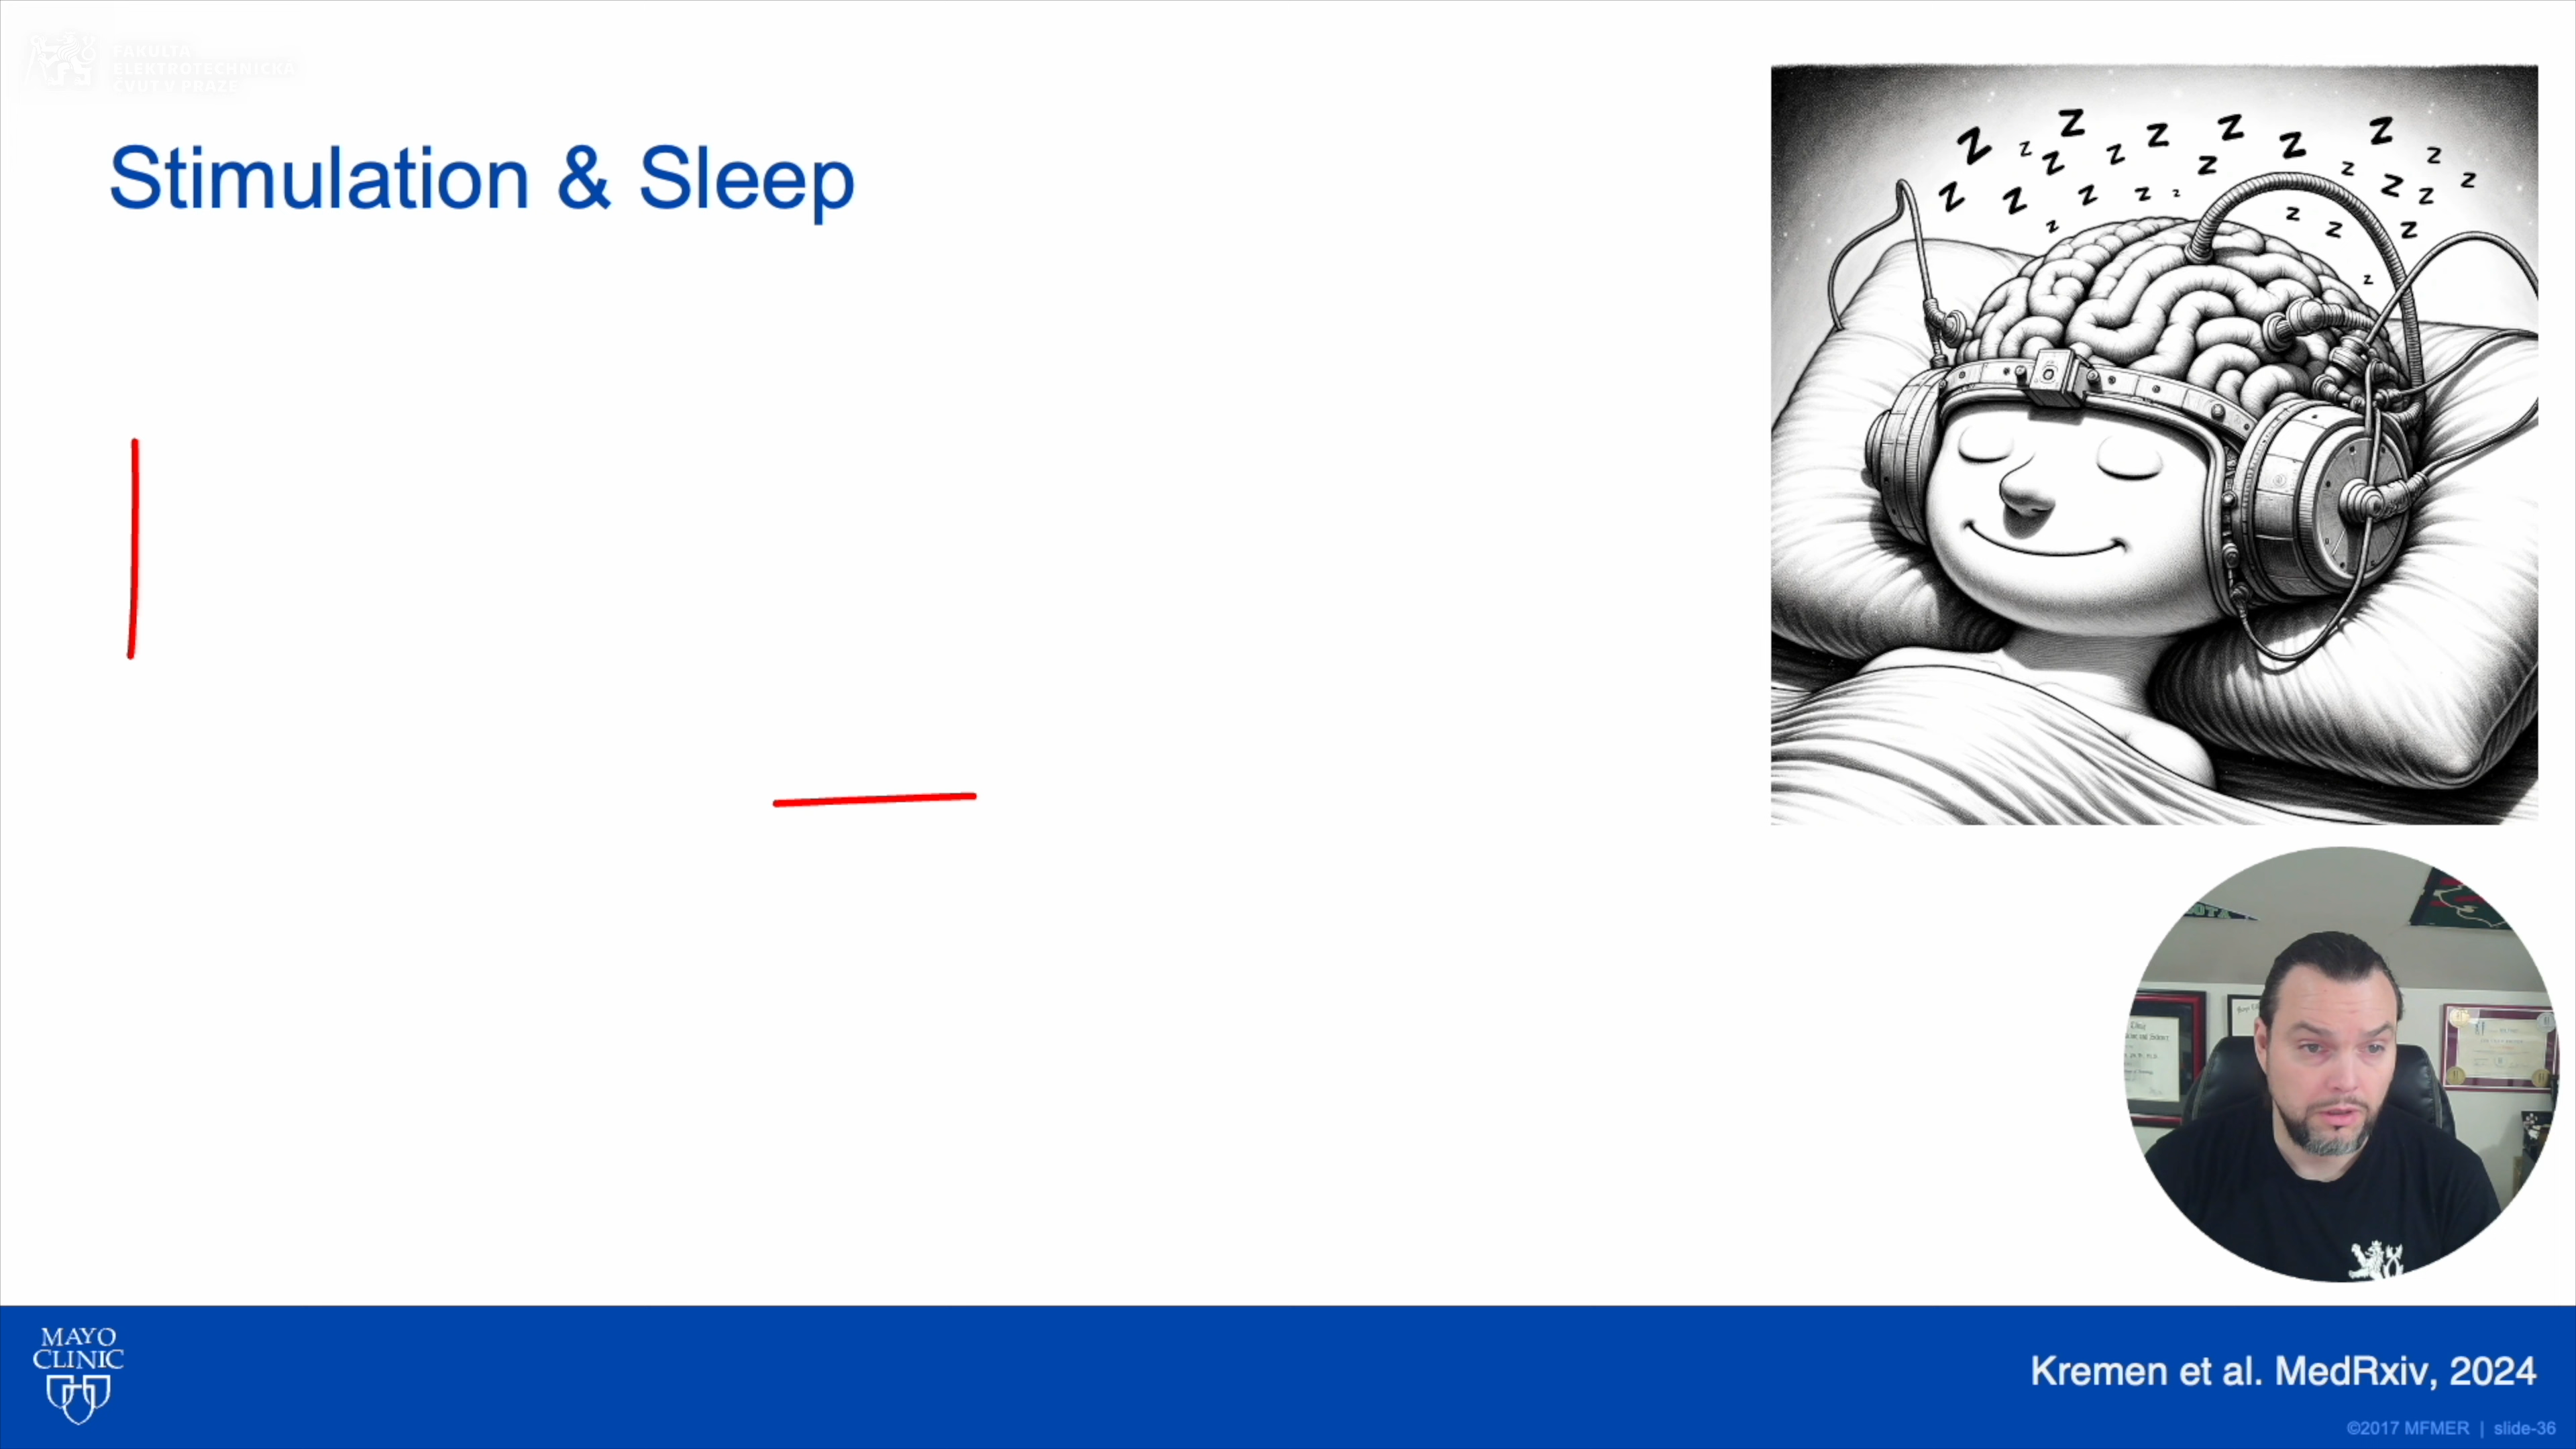 FAKULTA
ELEKTROTECHNICKÁ
ČVUT V PRAZE
Stimulation & Sleep
z z z z z z z z z z z z z z z z z z z z z z z z z z
MAYO
CLINIC
Kremen et al. MedRxiv, 2024
©2017 MFMER | slide-36